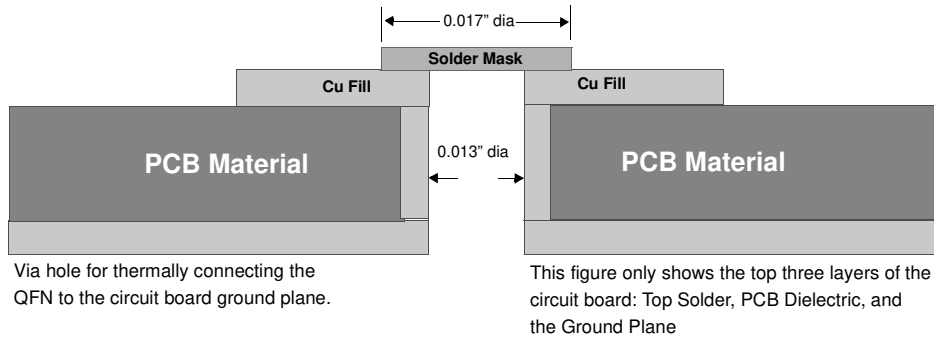 0.017” dia
Solder Mask
Cu Fill
Cu Fill
PCB Material
0.013” dia
PCB Material
Via hole for thermally connecting the
QFN to the circuit board ground plane.
This figure only shows the top three layers of the
circuit board: Top Solder, PCB Dielectric, and
the Ground Plane